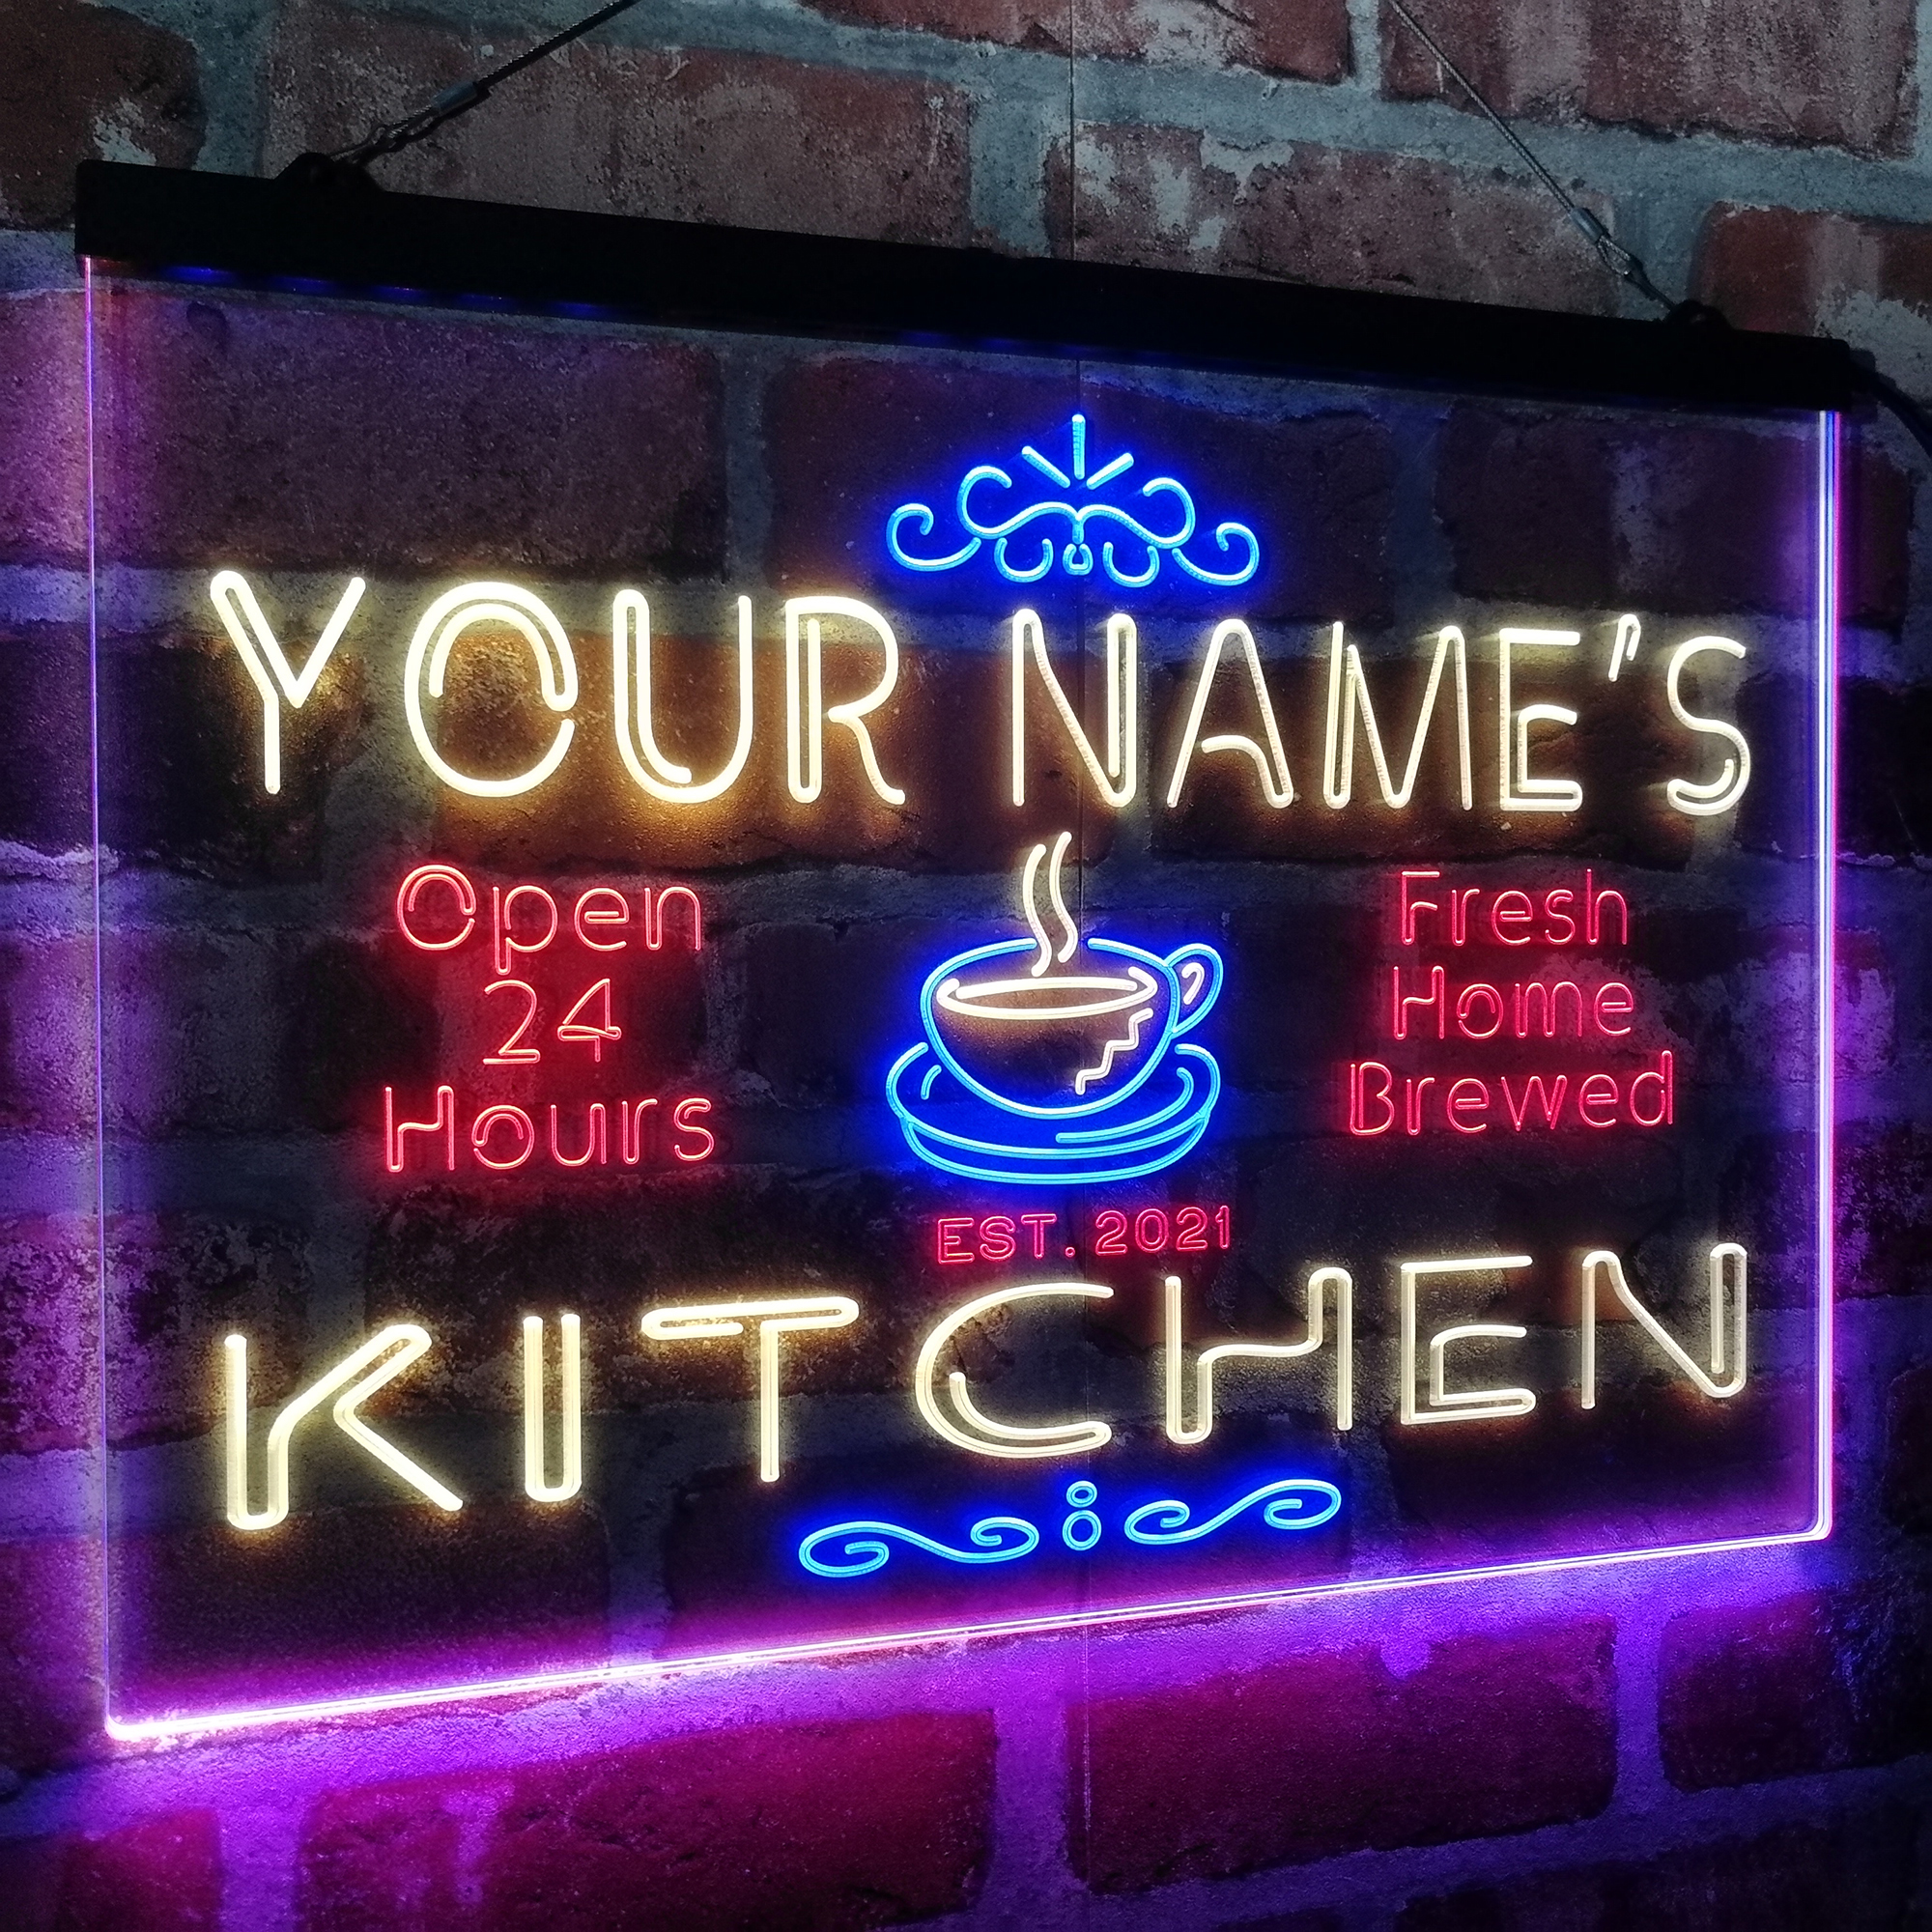 YOUR NAME'S
Open
24
Hours
Fresh
Home
Brewed
EST. 2021
KITCHEN